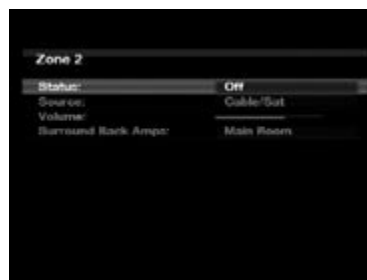 Zone 2
Status: Off
Source: Cable/Sat
Volume:
Surround Back Amps: Main Room